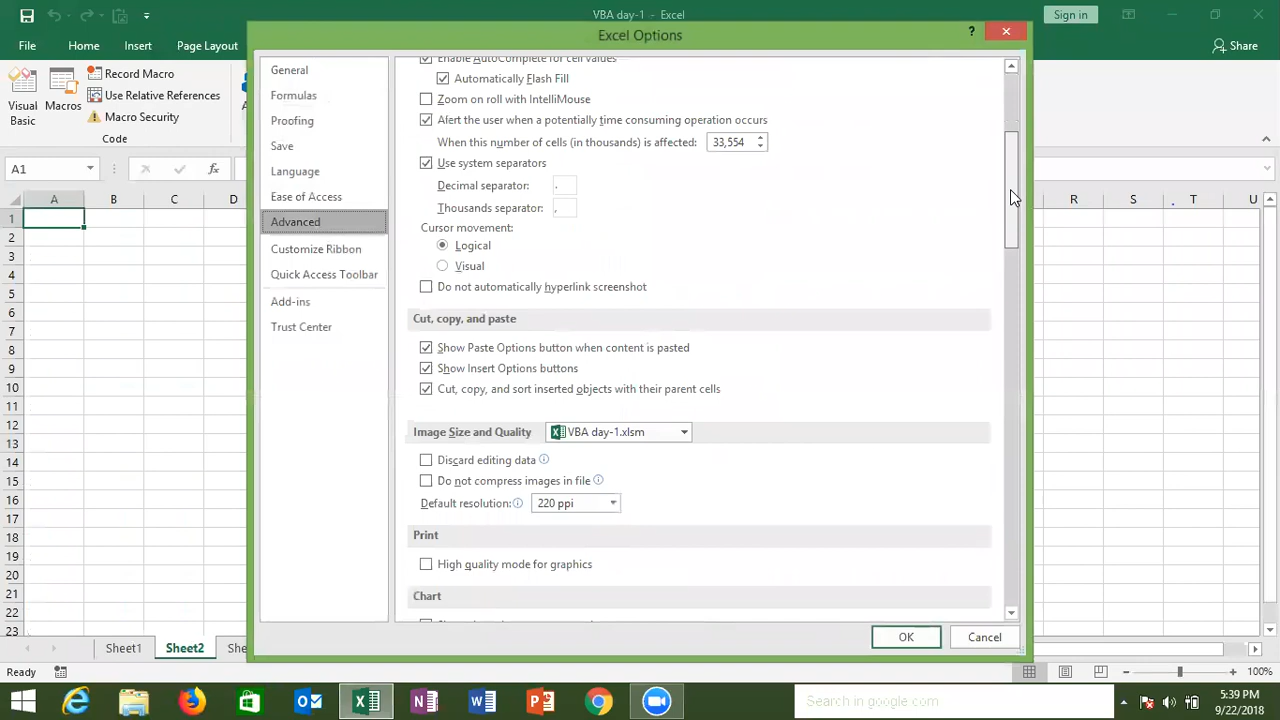 VBA day-1 - Excel
Sign in
Excel Options
?
File
Home
Insert
Page Layout
Share
Visual Basic
Macros
Record Macro
Use Relative References
Macro Security
Code
A1
fx
A B C D R S T U
1
2
3
4
5
6
7
8
9
10
11
12
13
14
15
16
17
18
19
20
21
22
23
General
Formulas
Proofing
Save
Language
Ease of Access
Advanced
Customize Ribbon
Quick Access Toolbar
Add-ins
Trust Center
Enable AutoComplete for cell values
Automatically Flash Fill
Zoom on roll with IntelliMouse
Alert the user when a potentially time consuming operation occurs
When this number of cells (in thousands) is affected: 33,554
Use system separators
Decimal separator: .
Thousands separator: ,
Cursor movement:
Logical
Visual
Do not automatically hyperlink screenshot
Cut, copy, and paste
Show Paste Options button when content is pasted
Show Insert Options buttons
Cut, copy, and sort inserted objects with their parent cells
Image Size and Quality VBA day-1.xlsm
Discard editing data
Do not compress images in file
Default resolution: 220 ppi
Print
High quality mode for graphics
Chart
OK
Cancel
Sheet1
Sheet2
She
Ready
100%
Search in google.com
5:39 PM
9/22/2018